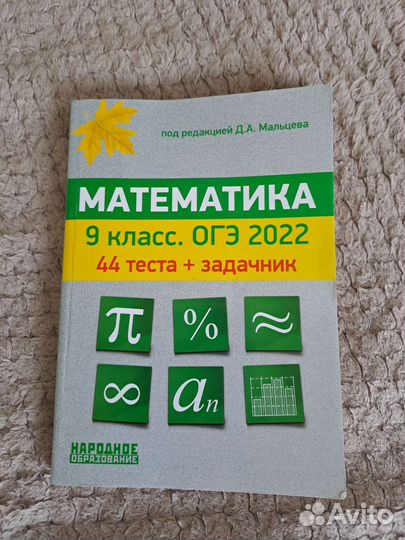 под редакцией Д.А. Мальцева
МАТЕМАТИКА
9 класс. ОГЭ 2022
44 теста + задачник
π % ≈
∞ an
НАРОДНОЕ
ОБРАЗОВАНИЕ
Avito